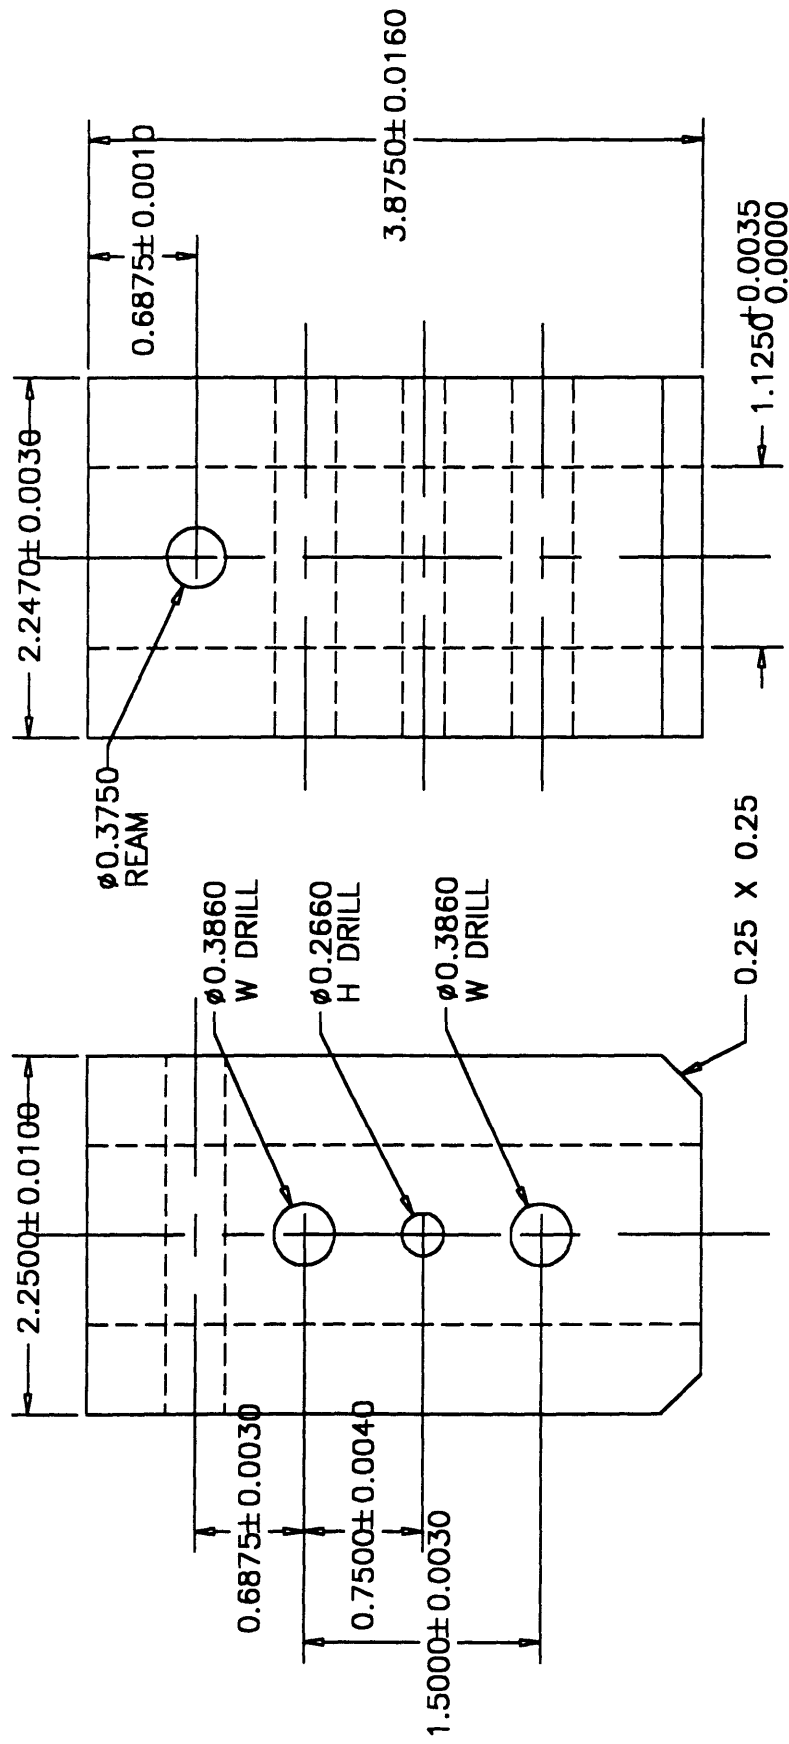 2.2500±0.0100
0.6875±0.0030
0.7500±0.0040
1.5000±0.0030
ø0.3860
W DRILL
ø0.2660
H DRILL
ø0.3860
W DRILL
0.25 X 0.25
2.2470±0.0030
ø0.3750
REAM
0.6875±0.0010
3.8750±0.0160
1.1250+0.0035
0.0000